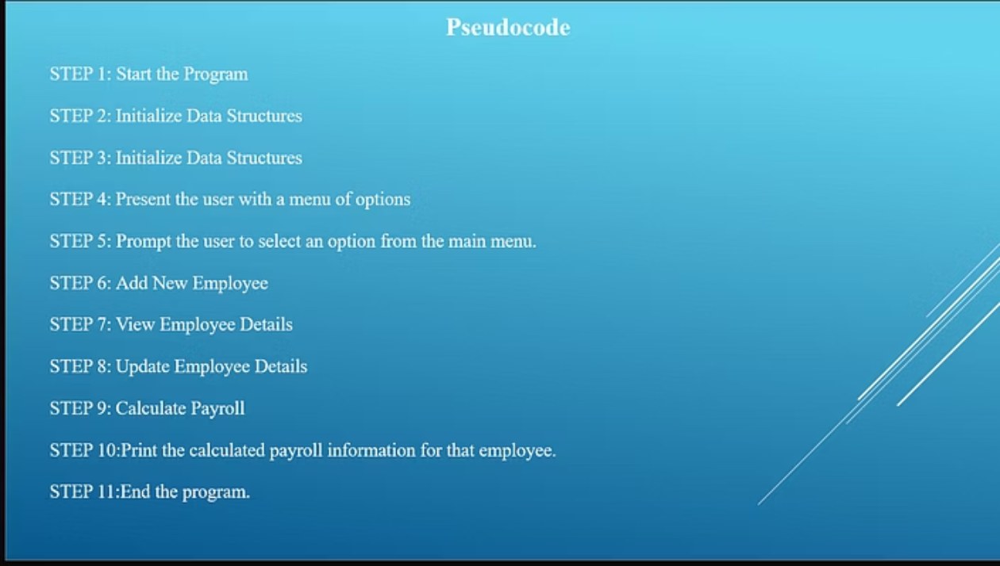 Pseudocode
STEP 1: Start the Program
STEP 2: Initialize Data Structures
STEP 3: Initialize Data Structures
STEP 4: Present the user with a menu of options
STEP 5: Prompt the user to select an option from the main menu.
STEP 6: Add New Employee
STEP 7: View Employee Details
STEP 8: Update Employee Details
STEP 9: Calculate Payroll
STEP 10:Print the calculated payroll information for that employee.
STEP 11:End the program.